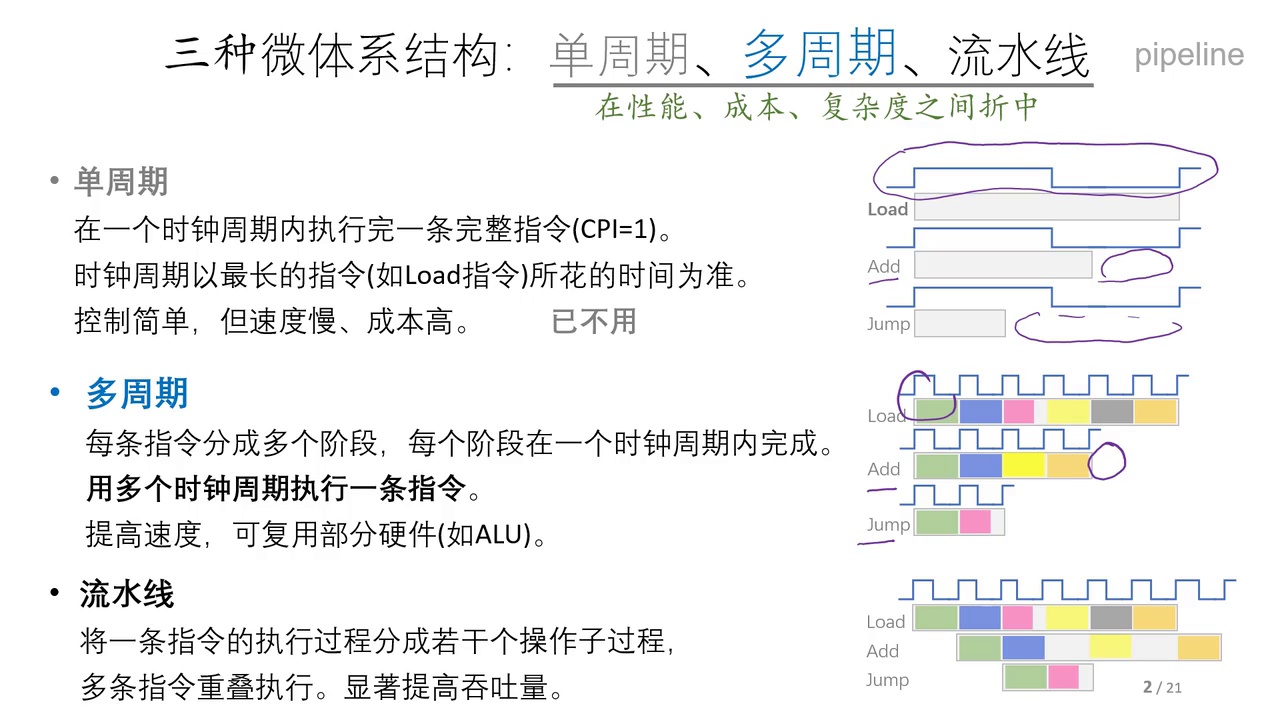 三种微体系结构：单周期、多周期、流水线 pipeline
在性能、成本、复杂度之间折中
• 单周期
在一个时钟周期内执行完一条完整指令(CPI=1)。
时钟周期以最长的指令(如Load指令)所花的时间为准。
控制简单，但速度慢、成本高。 已不用
Load
Add
Jump
• 多周期
每条指令分成多个阶段，每个阶段在一个时钟周期内完成。
用多个时钟周期执行一条指令。
提高速度，可复用部分硬件(如ALU)。
Load
Add
Jump
• 流水线
将一条指令的执行过程分成若干个操作子过程，
多条指令重叠执行。显著提高吞吐量。
Load
Add
Jump
2 / 21